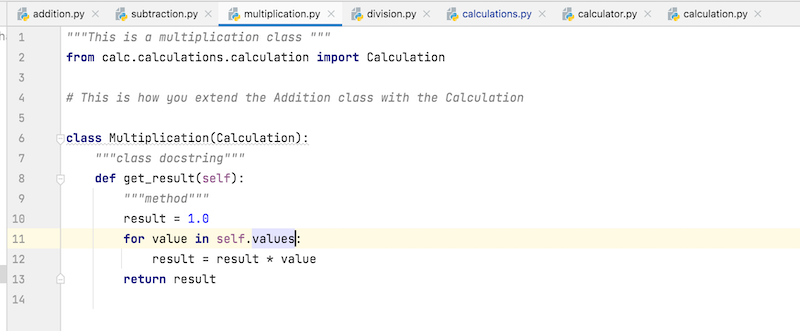 addition.py subtraction.py multiplication.py division.py calculations.py calculator.py calculation.py
1 """This is a multiplication class """
2 from calc.calculations.calculation import Calculation
3
4 # This is how you extend the Addition class with the Calculation
5
6 class Multiplication(Calculation):
7 """class docstring"""
8 def get_result(self):
9 """method"""
10 result = 1.0
11 for value in self.values:
12 result = result * value
13 return result
14